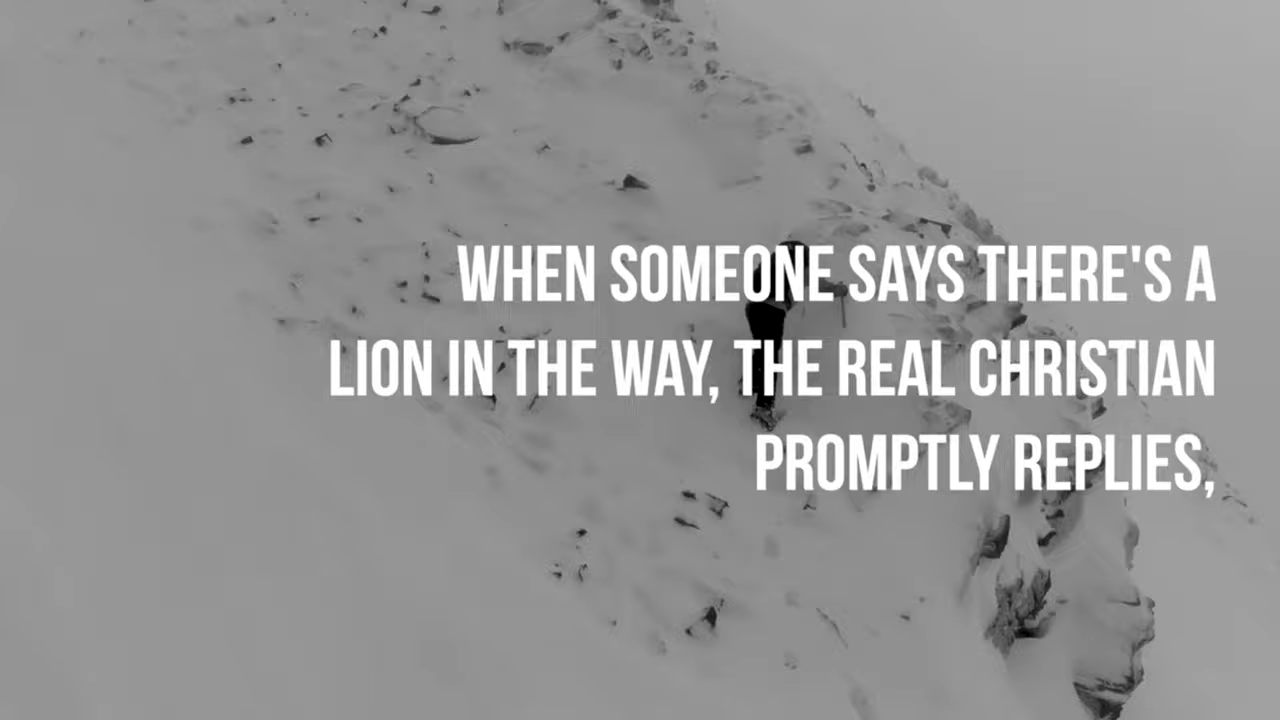 WHEN SOMEONE SAYS THERE'S A
LION IN THE WAY, THE REAL CHRISTIAN
PROMPTLY REPLIES,